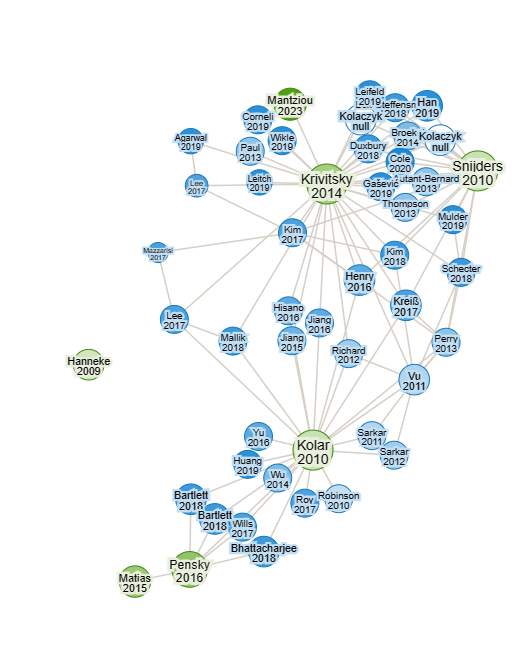 Leifeld
2019
Mantziou
2023
Steffensm
2018
Han
2019
Corneli
2019
Kolaczyk
null
Broek
2014
Kolaczyk
null
Agarwal
2019
Wikle
2019
Paul
2013
Duxbury
2018
Cole
2020
Snijders
2010
Lee
2017
Leitch
2019
Krivitsky
2014
Gašević
2019
Autant-Bernard
2013
Thompson
2013
Mulder
2019
Kim
2017
Mazzarisi
2017
Kim
2018
Schecter
2018
Henry
2016
Kreiß
2017
Hisano
2016
Lee
2017
Jiang
2016
Mallik
2018
Jiang
2015
Richard
2012
Perry
2013
Hanneke
2009
Vu
2011
Yu
2016
Kolar
2010
Sarkar
2011
Sarkar
2012
Huang
2019
Wu
2014
Bartlett
2018
Roy
2017
Robinson
2010
Bartlett
2018
Wills
2017
Bhattacharjee
2018
Pensky
2016
Matias
2015